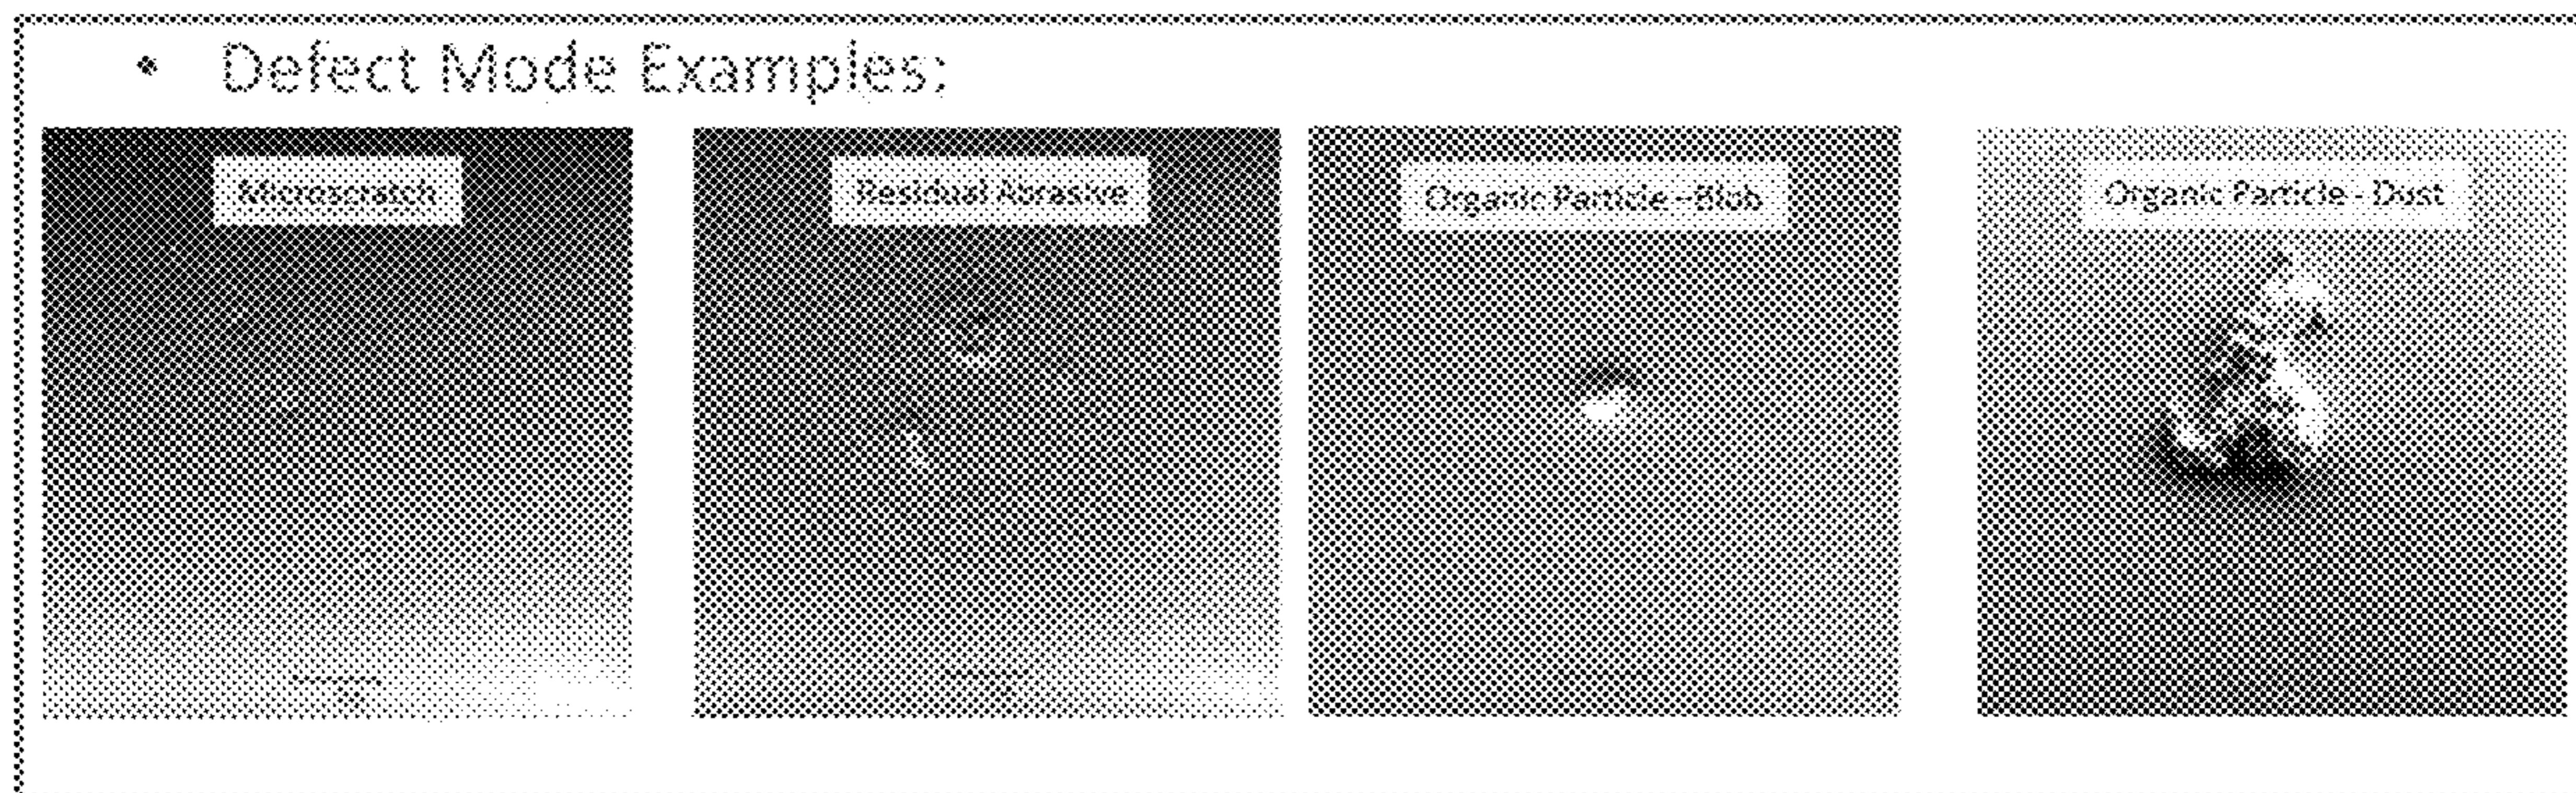 • Defect Mode Examples:
Microscratch
Residual Abrasive
Organic Particle – Blob
Organic Particle - Dust